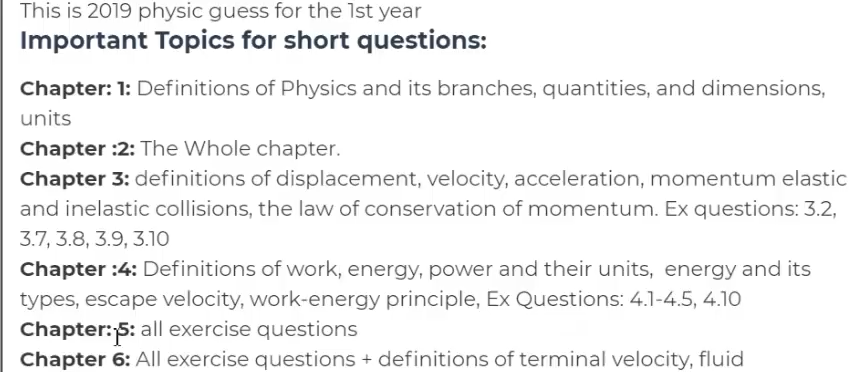 This is 2019 physic guess for the 1st year
Important Topics for short questions:
Chapter: 1: Definitions of Physics and its branches, quantities, and dimensions,
units
Chapter :2: The Whole chapter.
Chapter 3: definitions of displacement, velocity, acceleration, momentum elastic
and inelastic collisions, the law of conservation of momentum. Ex questions: 3.2,
3.7, 3.8, 3.9, 3.10
Chapter :4: Definitions of work, energy, power and their units,  energy and its
types, escape velocity, work-energy principle, Ex Questions: 4.1-4.5, 4.10
Chapter: 5: all exercise questions
Chapter 6: All exercise questions + definitions of terminal velocity, fluid